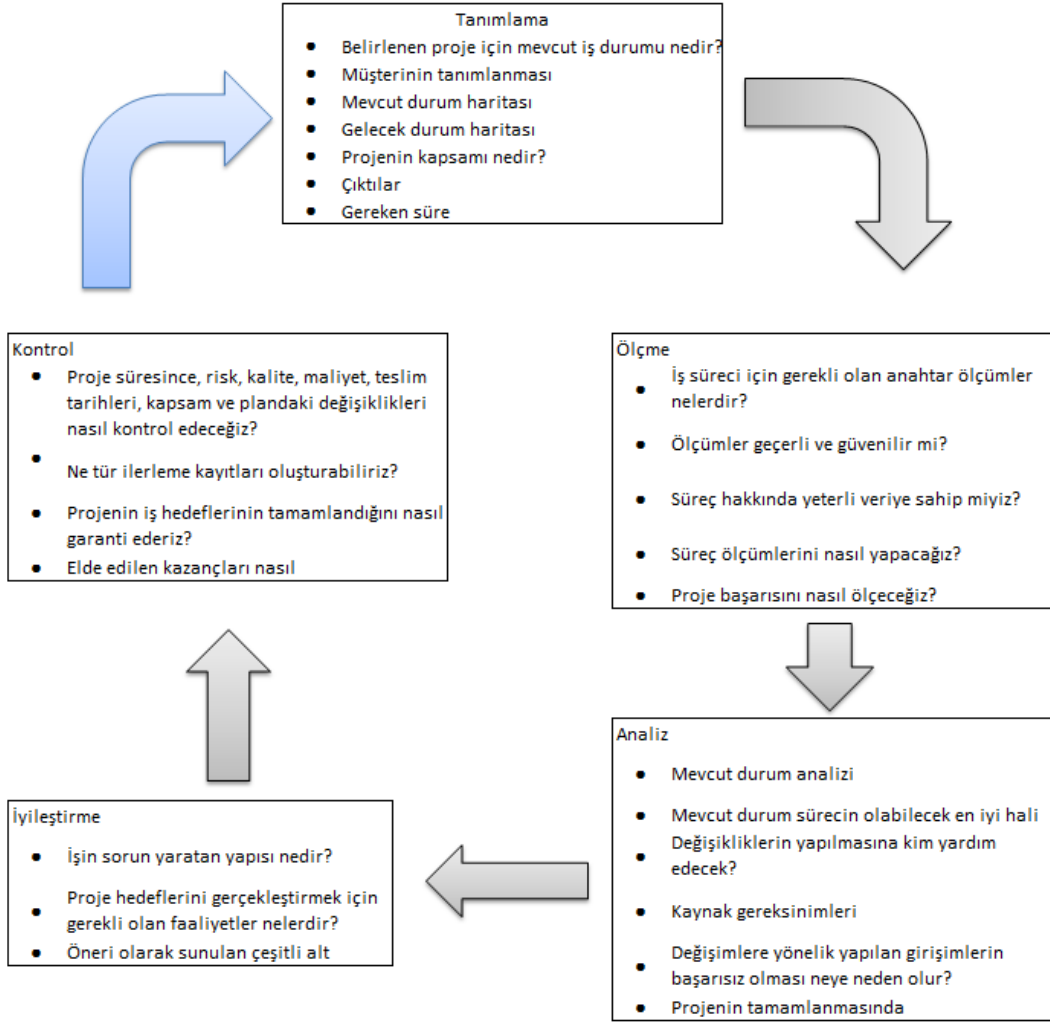 Tanımlama
● Belirlenen proje için mevcut iş durumu nedir?
● Müşterinin tanımlanması
● Mevcut durum haritası
● Gelecek durum haritası
● Projenin kapsamı nedir?
● Çıktılar
● Gereken süre
Ölçme
● İş süreci için gerekli olan anahtar ölçümler
nelerdir?
● Ölçümler geçerli ve güvenilir mi?
● Süreç hakkında yeterli veriye sahip miyiz?
● Süreç ölçümlerini nasıl yapacağız?
● Proje başarısını nasıl ölçeceğiz?
Analiz
● Mevcut durum analizi
● Mevcut durum sürecin olabilecek en iyi hali
● Değişikliklerin yapılmasına kim yardım
edecek?
● Kaynak gereksinimleri
● Değişimlere yönelik yapılan girişimlerin
başarısız olması neye neden olur?
● Projenin tamamlanmasında
İyileştirme
● İşin sorun yaratan yapısı nedir?
● Proje hedeflerini gerçekleştirmek için
gerekli olan faaliyetler nelerdir?
● Öneri olarak sunulan çeşitli alt
Kontrol
● Proje süresince, risk, kalite, maliyet, teslim
tarihleri, kapsam ve plandaki değişiklikleri
nasıl kontrol edeceğiz?
● Ne tür ilerleme kayıtları oluşturabiliriz?
● Projenin iş hedeflerinin tamamlandığını nasıl
garanti ederiz?
● Elde edilen kazançları nasıl